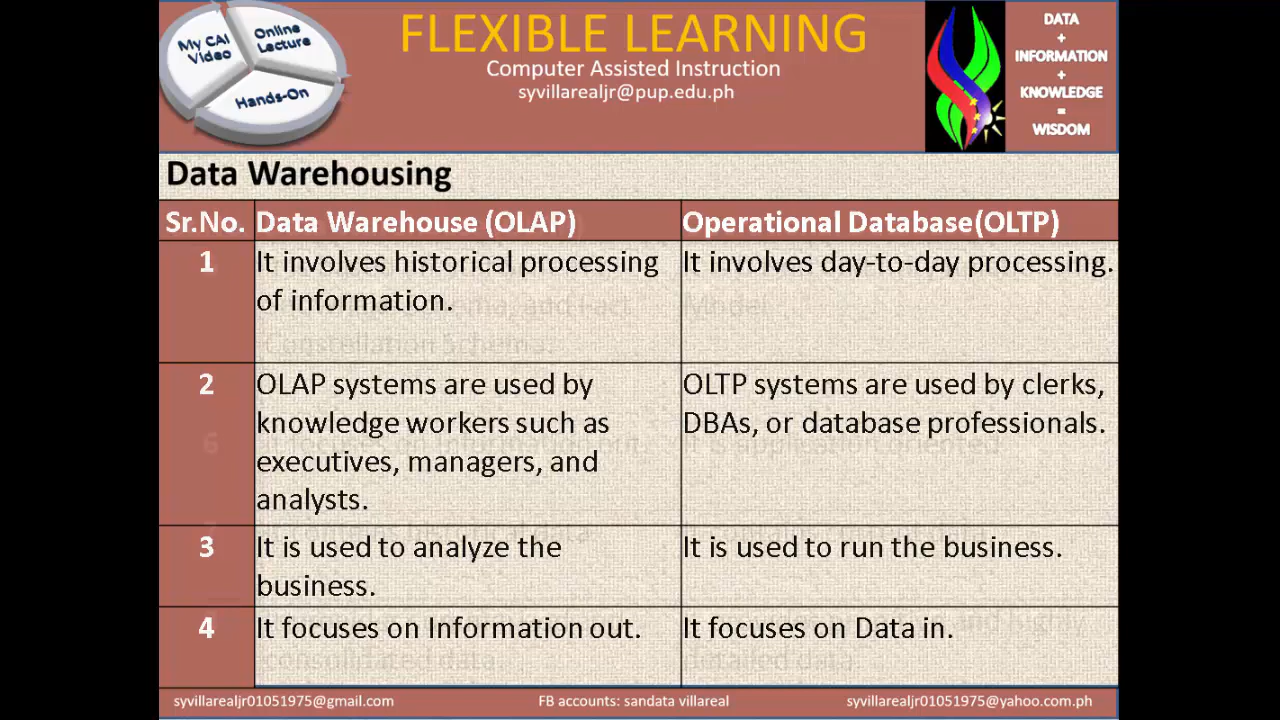 My CAI
Video
Online
Lecture
Hands-On
FLEXIBLE LEARNING
Computer Assisted Instruction
syvillarealjr@pup.edu.ph
DATA
+
INFORMATION
+
KNOWLEDGE
=
WISDOM
Data Warehousing
Sr.No. Data Warehouse (OLAP) Operational Database(OLTP)
1 It involves historical processing It involves day-to-day processing.
of information.
2 OLAP systems are used by OLTP systems are used by clerks,
knowledge workers such as DBAs, or database professionals.
executives, managers, and
analysts.
3 It is used to analyze the It is used to run the business.
business.
4 It focuses on Information out. It focuses on Data in.
syvillarealjr01051975@gmail.com FB accounts: sandata villareal syvillarealjr01051975@yahoo.com.ph